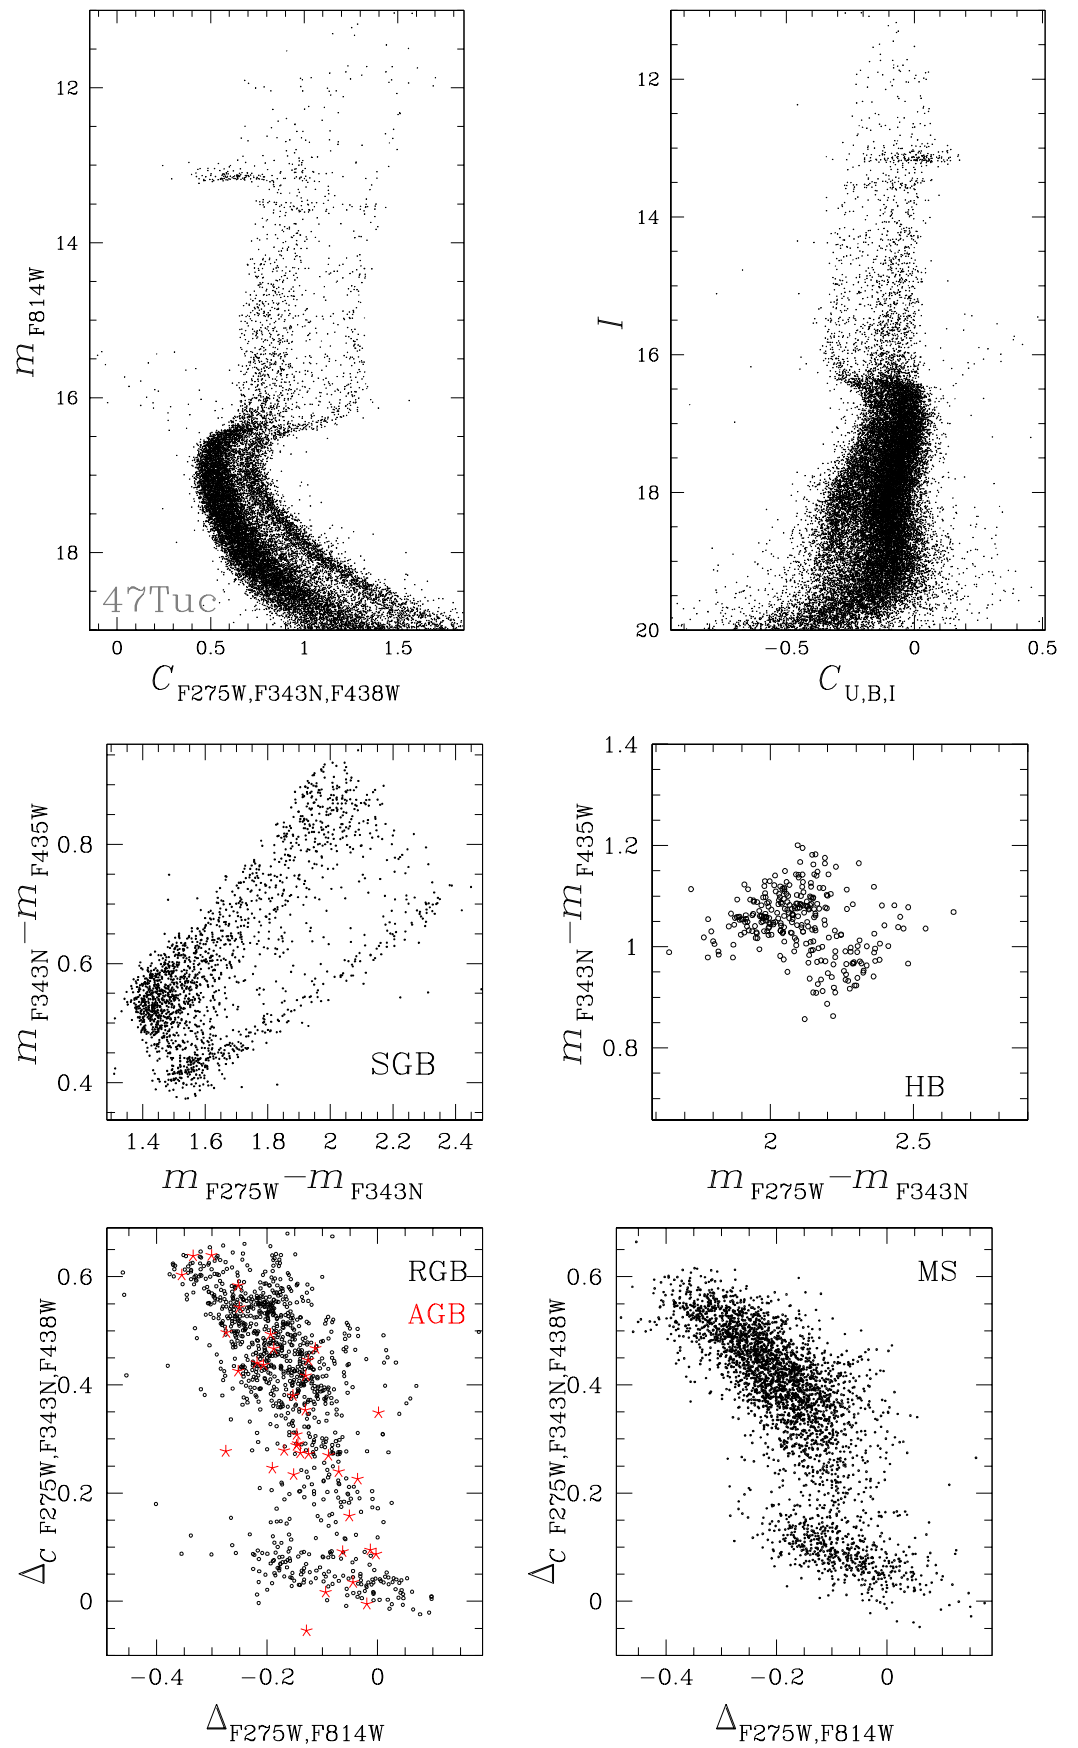 12
14
16
18
m F814W
47Tuc
0 0.5 1 1.5
C F275W,F343N,F438W
12
14
16
18
20
I
−0.5 0 0.5
C U,B,I
0.8
0.6
0.4
m F343N − m F435W
SGB
1.4 1.6 1.8 2 2.2 2.4
m F275W − m F343N
1.4
1.2
1
0.8
m F343N − m F435W
HB
2 2.5
m F275W − m F343N
0.6
0.4
0.2
0
Δ C F275W,F343N,F438W
RGB
AGB
−0.4 −0.2 0
Δ F275W,F814W
0.6
0.4
0.2
0
Δ C F275W,F343N,F438W
MS
−0.4 −0.2 0
Δ F275W,F814W